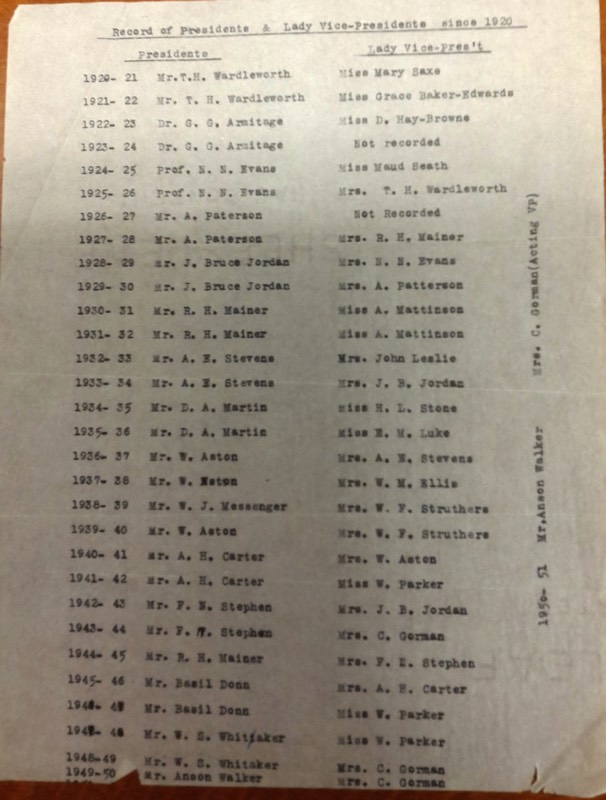 Record of Presidents & Lady Vice-Presidents since 1920
Presidents Lady Vice-Pres't
1920- 21 Mr.T.H. Wardleworth Miss Mary Saxe
1921- 22 Mr. T. H. Wardleworth Miss Grace Baker-Edwards
1922- 23 Dr. G. G. Armitage Miss D. Hay-Browne
1923- 24 Dr. G. G. Armitage Not recorded
1924- 25 Prof. N. N. Evans Miss Maud Seath
1925- 26 Prof. N. N. Evans Mrs. T. H. Wardleworth
1926- 27 Mr. A. Paterson Not Recorded
1927- 28 Mr. A. Paterson Mrs. R. H. Mainer
1928- 29 Mr. J. Bruce Jordan Mrs. N. N. Evans
1929- 30 Mr. J. Bruce Jordan Mrs. A. Patterson
1930- 31 Mr. R. H. Mainer Miss A. Mattinson
1931- 32 Mr. R. H. Mainer Miss A. Mattinson
1932- 33 Mr. A. E. Stevens Mrs. John Leslie
1933- 34 Mr. A. E. Stevens Mrs. J. B. Jordan
1934- 35 Mr. D. A. Martin Miss H. L. Stone
1935- 36 Mr. D. A. Martin Miss E. M. Luke
1936- 37 Mr. W. Aston Mrs. A. E. Stevens
1937- 38 Mr. W. Aston Mrs. W. M. Ellis
1938- 39 Mr. W. J. Messenger Mrs. W. F. Struthers
1939- 40 Mr. W. Aston Mrs. W. F. Struthers
1940- 41 Mr. A. H. Carter Mrs. W. Aston
1941- 42 Mr. A. H. Carter Miss W. Parker
1942- 43 Mr. F. N. Stephen Mrs. J. B. Jordan
1943- 44 Mr. F. N. Stephen Mrs. C. Gorman
1944- 45 Mr. R. H. Mainer Mrs. F. E. Stephen
1945- 46 Mr. Basil Donn Mrs. A. H. Carter
1946- 47 Mr. Basil Donn Miss W. Parker
1947- 48 Mr. W. S. Whittaker Miss W. Parker
1948-49 Mr. W. S. Whitaker Mrs. C. Gorman
1949-50 Mr. Anson Walker Mrs. C. Gorman
1950- 51 Mr.Anson Walker Mrs. C. Gorman(Acting VP)